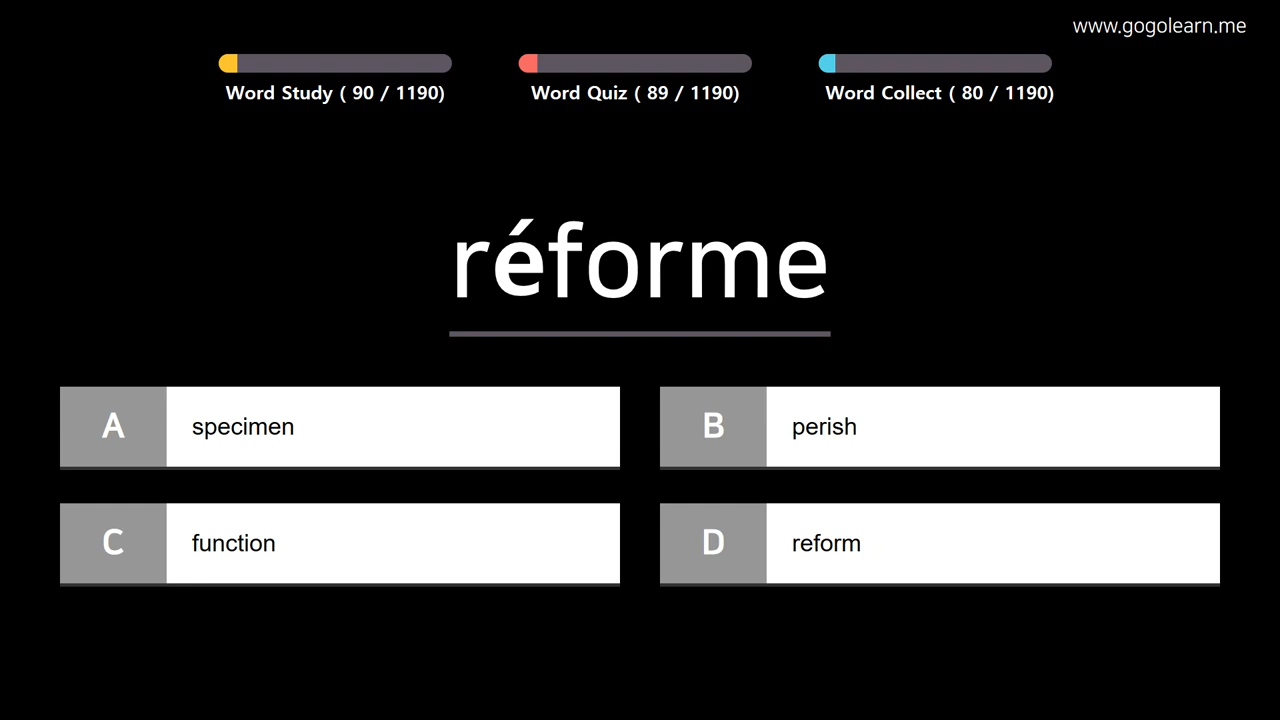 www.gogolearn.me
Word Study ( 90 / 1190)
Word Quiz ( 89 / 1190)
Word Collect ( 80 / 1190)
réforme
A specimen
B perish
C function
D reform